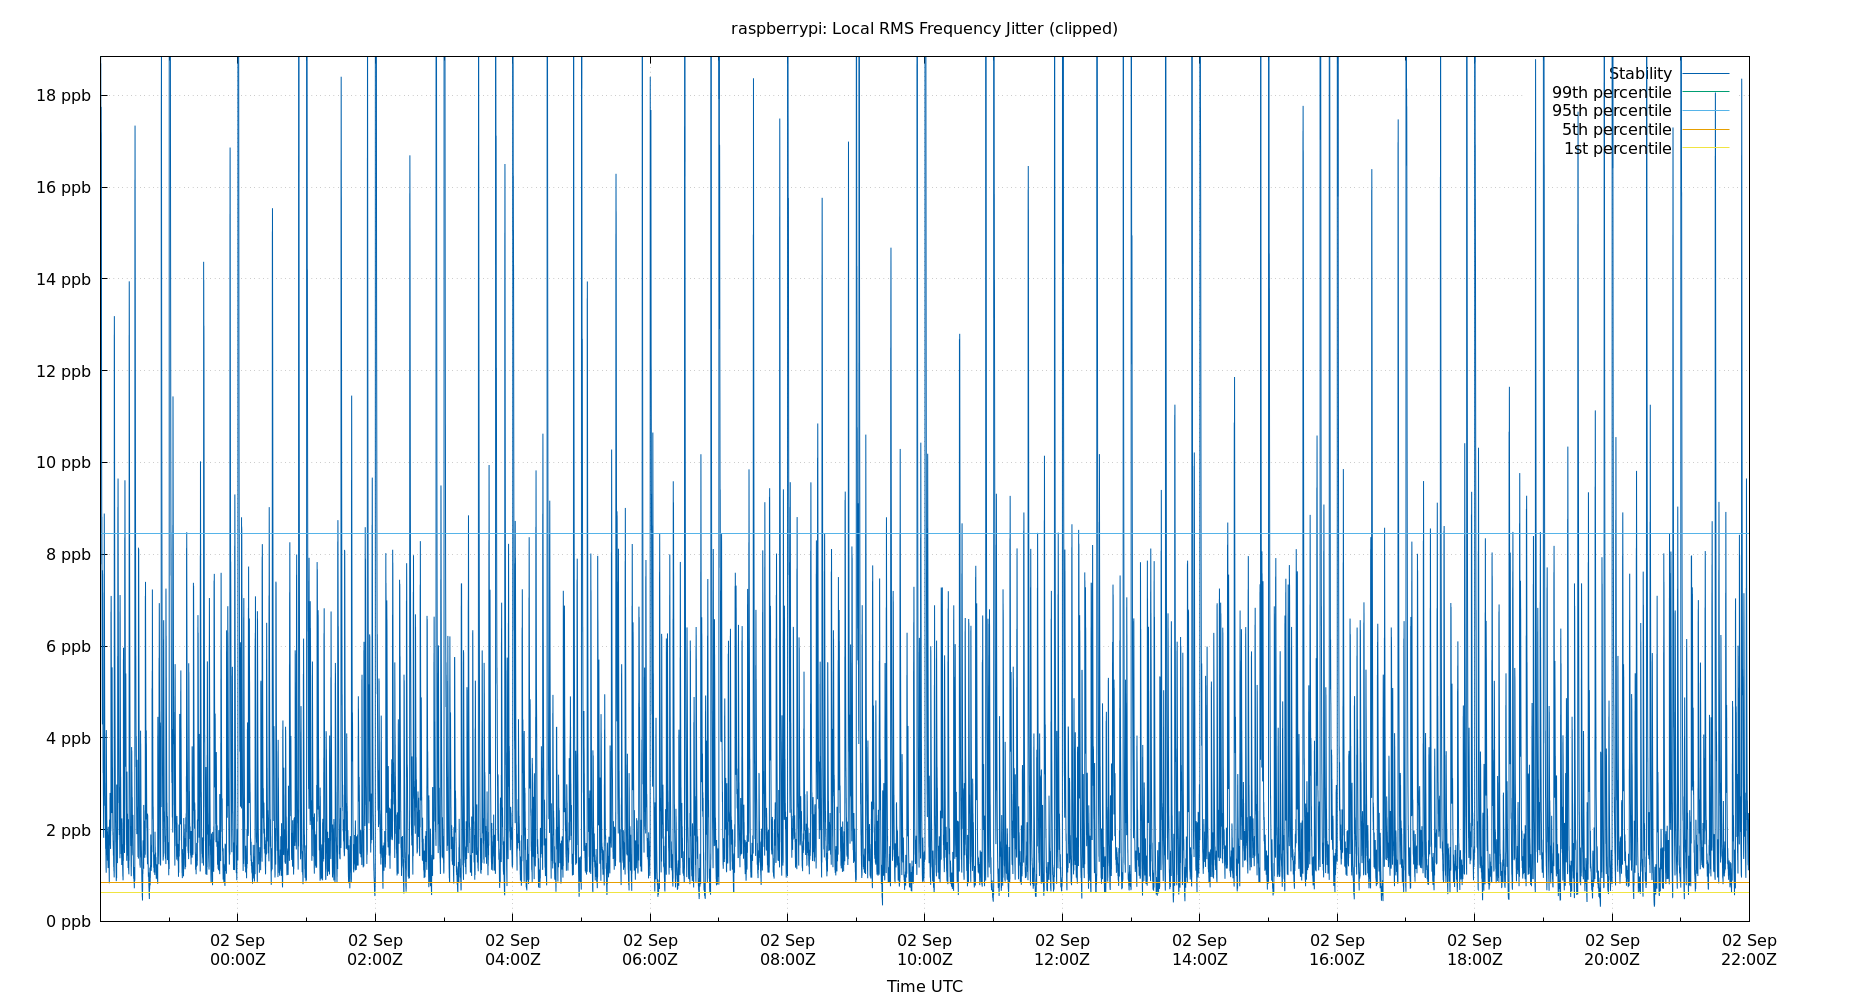 raspberrypi: Local RMS Frequency Jitter (clipped)
Stability
99th percentile
95th percentile
5th percentile
1st percentile
18 ppb
16 ppb
14 ppb
12 ppb
10 ppb
8 ppb
6 ppb
4 ppb
2 ppb
0 ppb
02 Sep 02 Sep 02 Sep 02 Sep 02 Sep 02 Sep 02 Sep 02 Sep 02 Sep 02 Sep 02 Sep 02 Sep
00:00Z 02:00Z 04:00Z 06:00Z 08:00Z 10:00Z 12:00Z 14:00Z 16:00Z 18:00Z 20:00Z 22:00Z
Time UTC